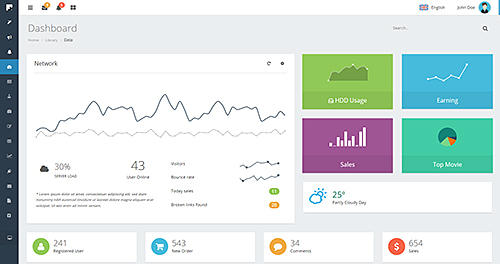 English
John Doe
Dashboard
Home / Library / Data
Search...
Network
HDD Usage
Earning
30%
SERVER LOAD
43
User Online
Visitors
Bounce rate
Today sales
Broken links found
20
* Lorem ipsum dolor sit amet, consectetur adipiscing elit, sed diam
nonummy nibh euismod tincidunt ut laoreet dolore magna aliquam erat
volutpat. Ut wisi enim ad minim veniam,
Sales
Top Movie
25°
Partly Cloudy Day
241
Registered User
543
New Order
34
Comments
654
Sales